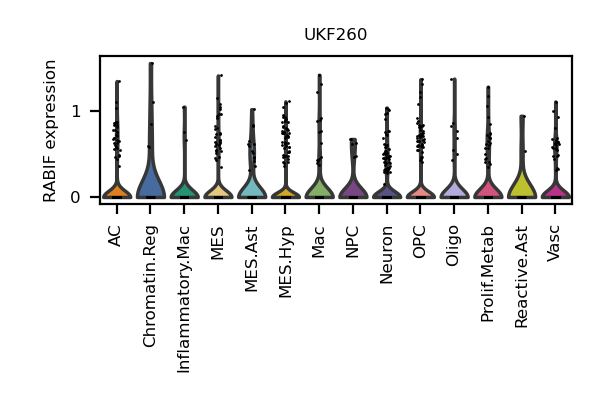 UKF260
RABIF expression
1
0
AC
Chromatin.Reg
Inflammatory.Mac
MES
MES.Ast
MES.Hyp
Mac
NPC
Neuron
OPC
Oligo
Prolif.Metab
Reactive.Ast
Vasc